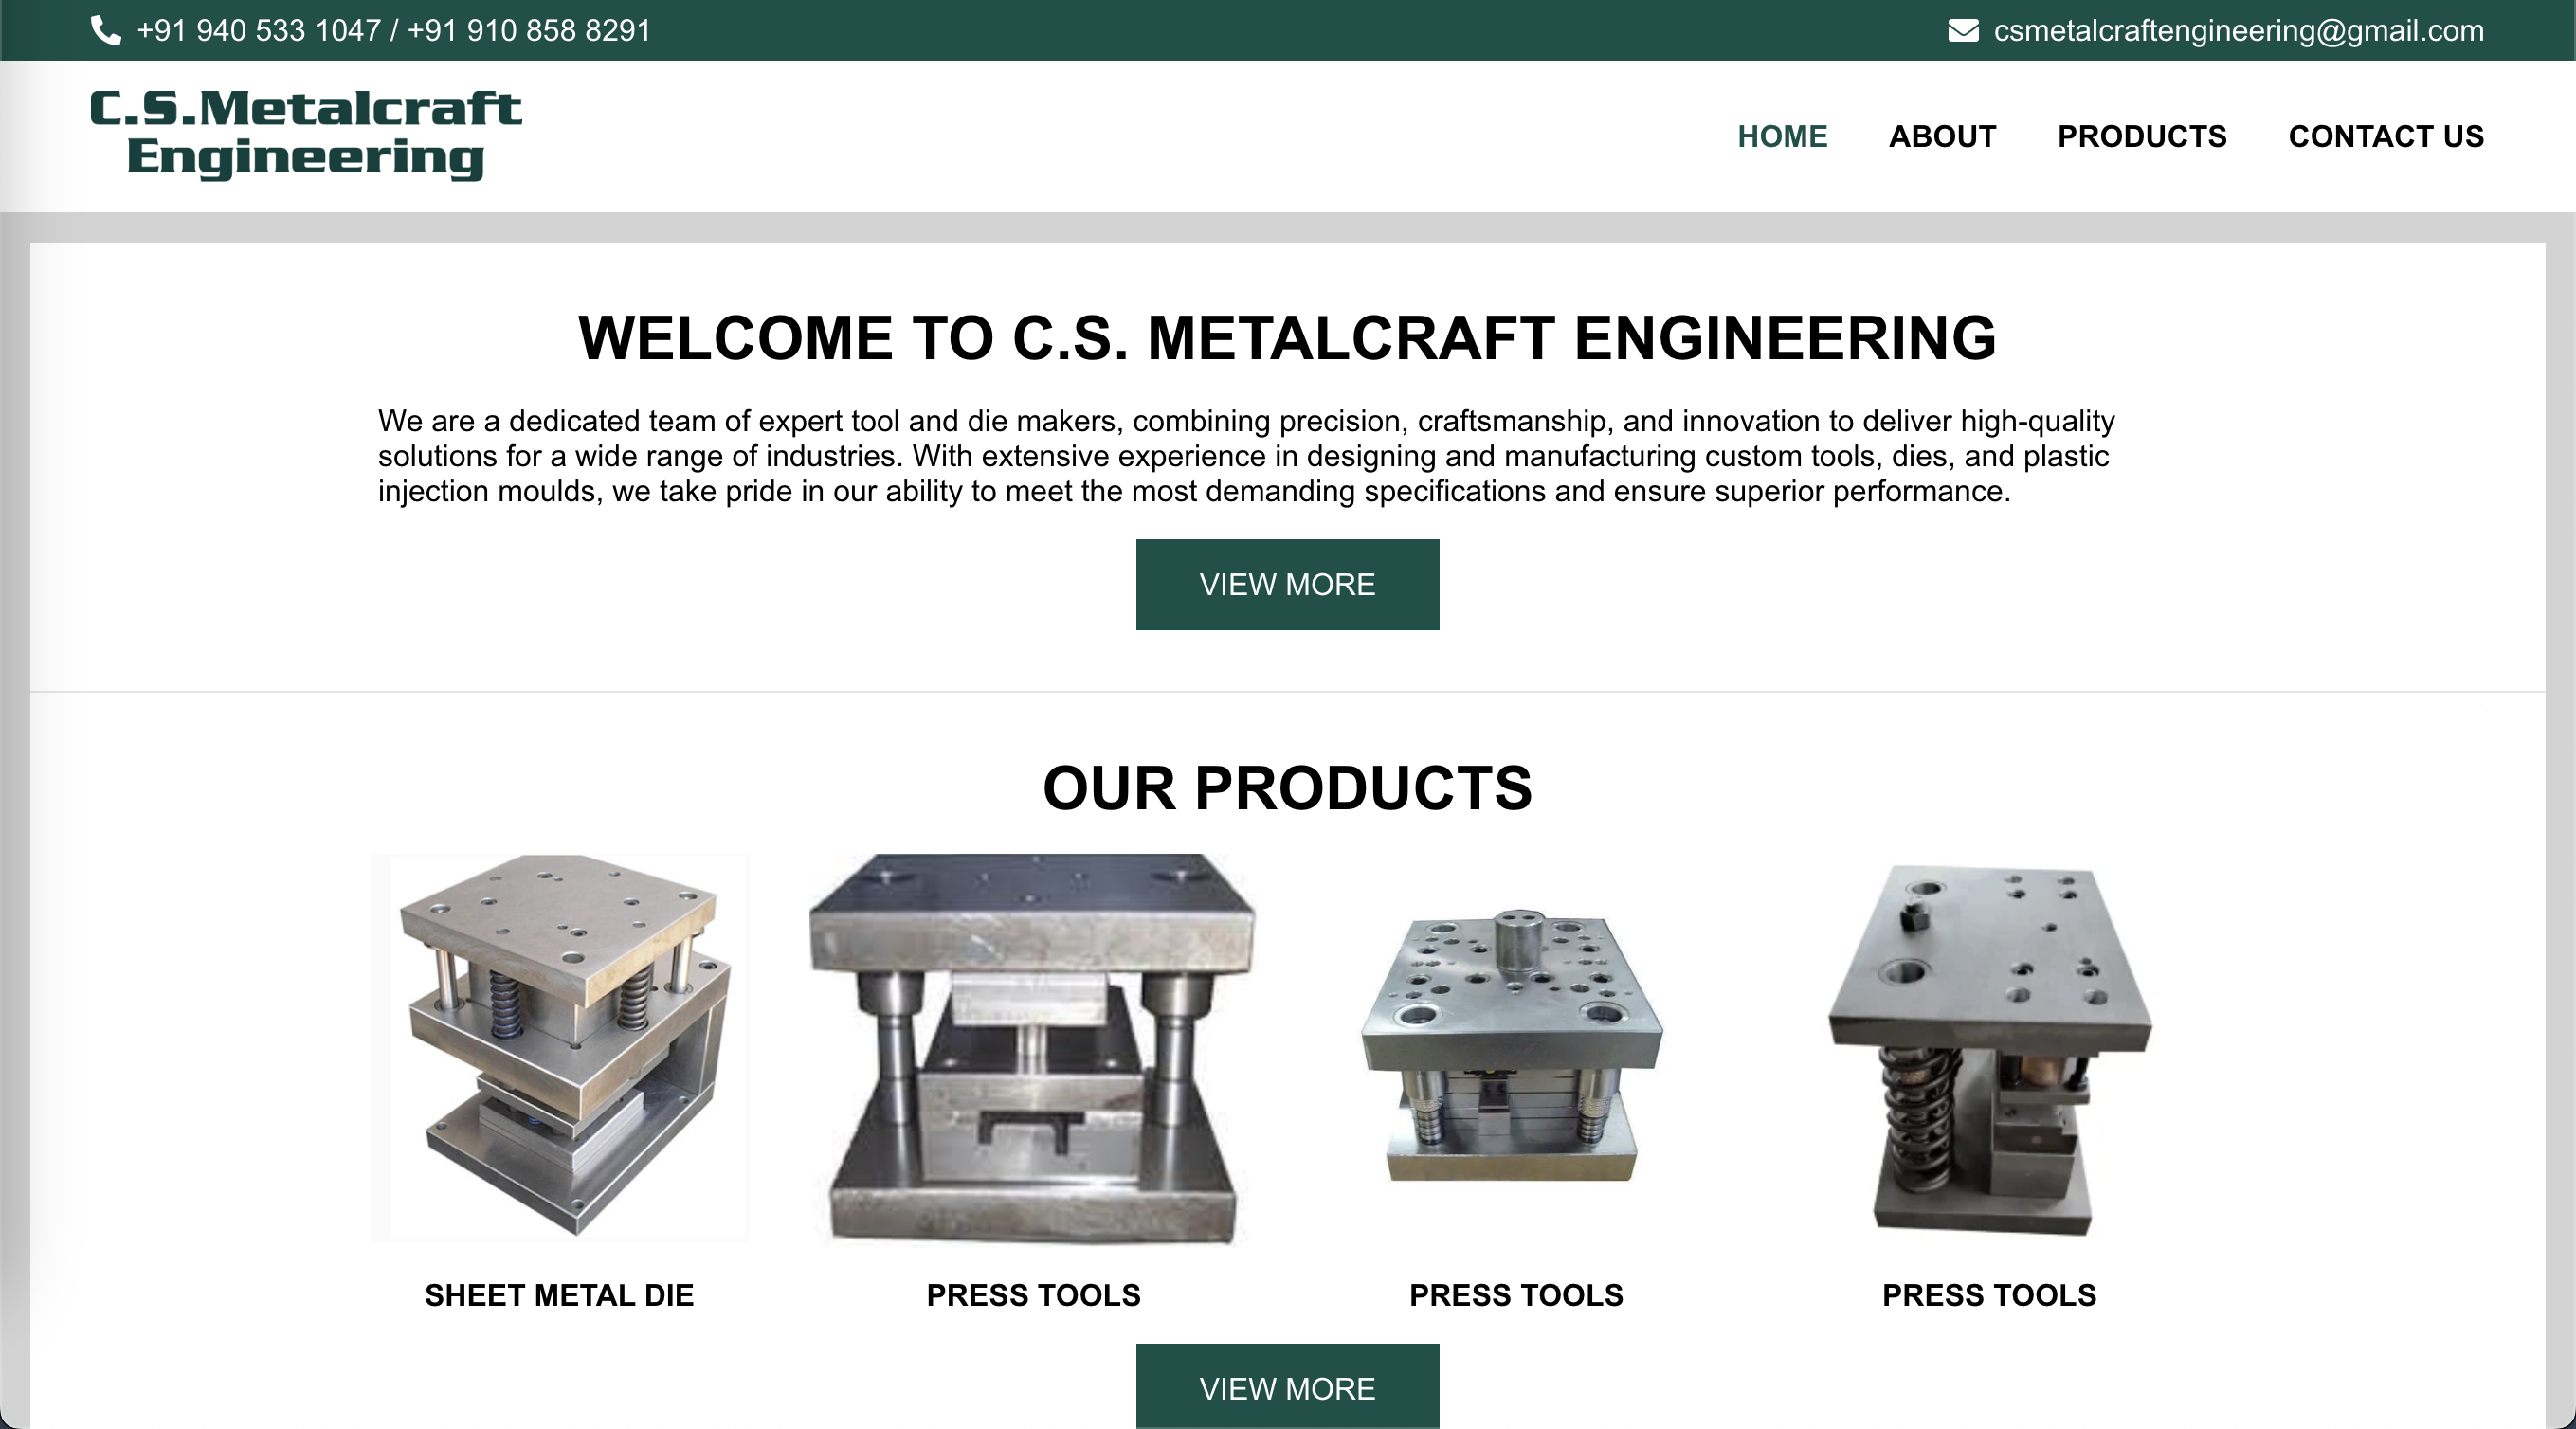 +91 940 533 1047 / +91 910 858 8291
csmetalcraftengineering@gmail.com
C.S.Metalcraft
Engineering
HOME ABOUT PRODUCTS CONTACT US
WELCOME TO C.S. METALCRAFT ENGINEERING
We are a dedicated team of expert tool and die makers, combining precision, craftsmanship, and innovation to deliver high-quality
solutions for a wide range of industries. With extensive experience in designing and manufacturing custom tools, dies, and plastic
injection moulds, we take pride in our ability to meet the most demanding specifications and ensure superior performance.
VIEW MORE
OUR PRODUCTS
SHEET METAL DIE
PRESS TOOLS
PRESS TOOLS
PRESS TOOLS
VIEW MORE